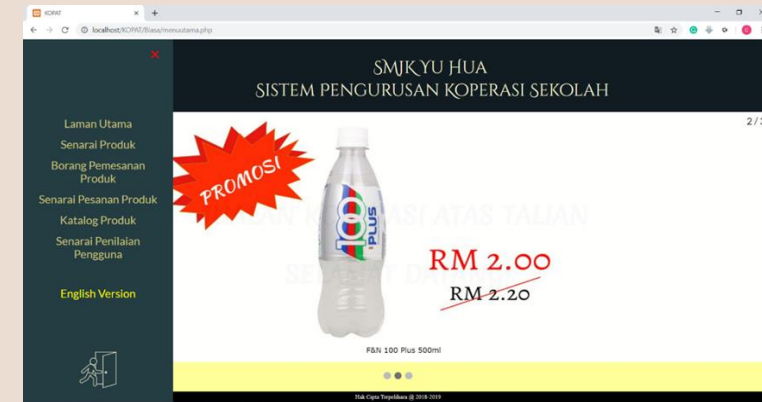 KOPAT
localhost/KOPAT/Biasa/menuutama.php
SMJK YU HUA
SISTEM PENGURUSAN KOPERASI SEKOLAH
Laman Utama
Senarai Produk
Borang Pemesanan
Produk
Senarai Pesanan Produk
Katalog Produk
Senarai Penilaian
Pengguna
English Version
2 / 3
PROMOSI
100
PLUS
RM 2.00
RM 2.20
F&N 100 Plus 500ml
Hak Cipta Terpelihara @ 2018-2019